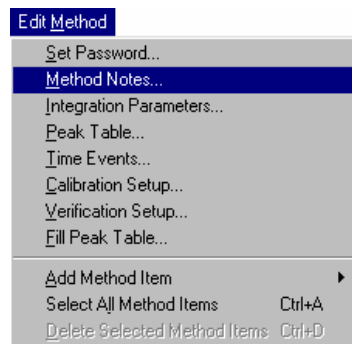 Edit Method
Set Password...
Method Notes...
Integration Parameters...
Peak Table...
Time Events...
Calibration Setup...
Verification Setup...
Fill Peak Table...
Add Method Item
Select All Method Items Ctrl+A
Delete Selected Method Items Ctrl+D